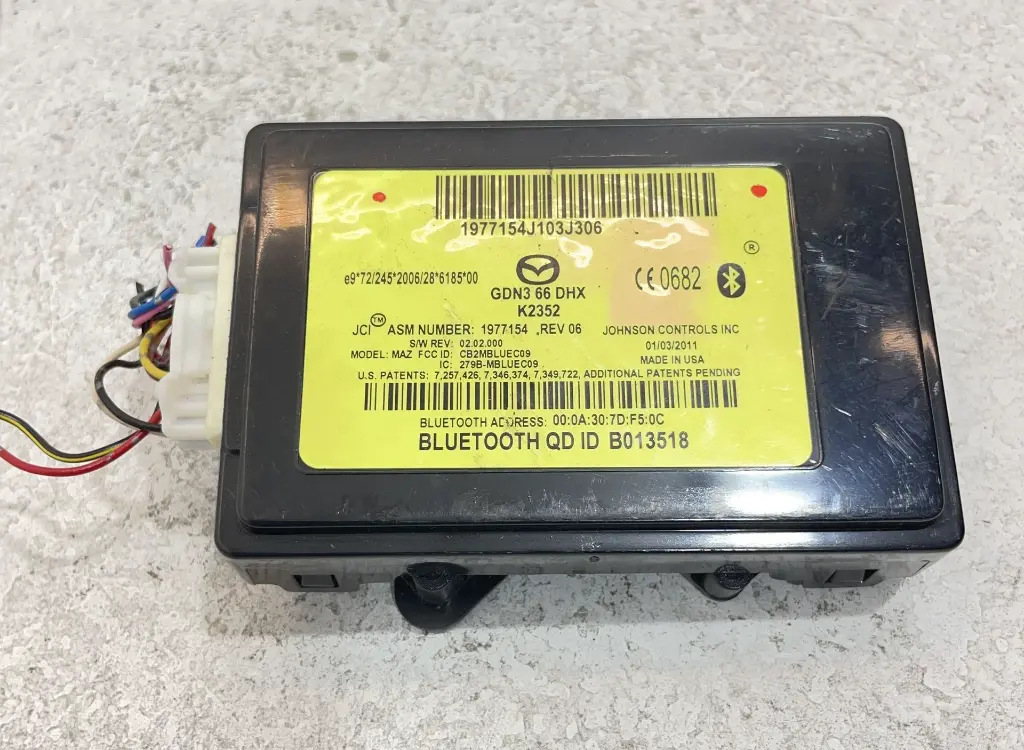 1977154J103J306
®
e9*72/245*2006/28*6185*00
CE 0682
GDN3 66 DHX
K2352
JCI™ ASM NUMBER: 1977154 ,REV 06
JOHNSON CONTROLS INC
S/W REV: 02.02.000
01/03/2011
MODEL: MAZ FCC ID: CB2MBLUEC09
MADE IN USA
IC: 279B-MBLUEC09
U.S. PATENTS: 7,257,426, 7,346,374, 7,349,722, ADDITIONAL PATENTS PENDING
BLUETOOTH ADDRESS: 00:0A:30:7D:F5:0C
BLUETOOTH QD ID B013518